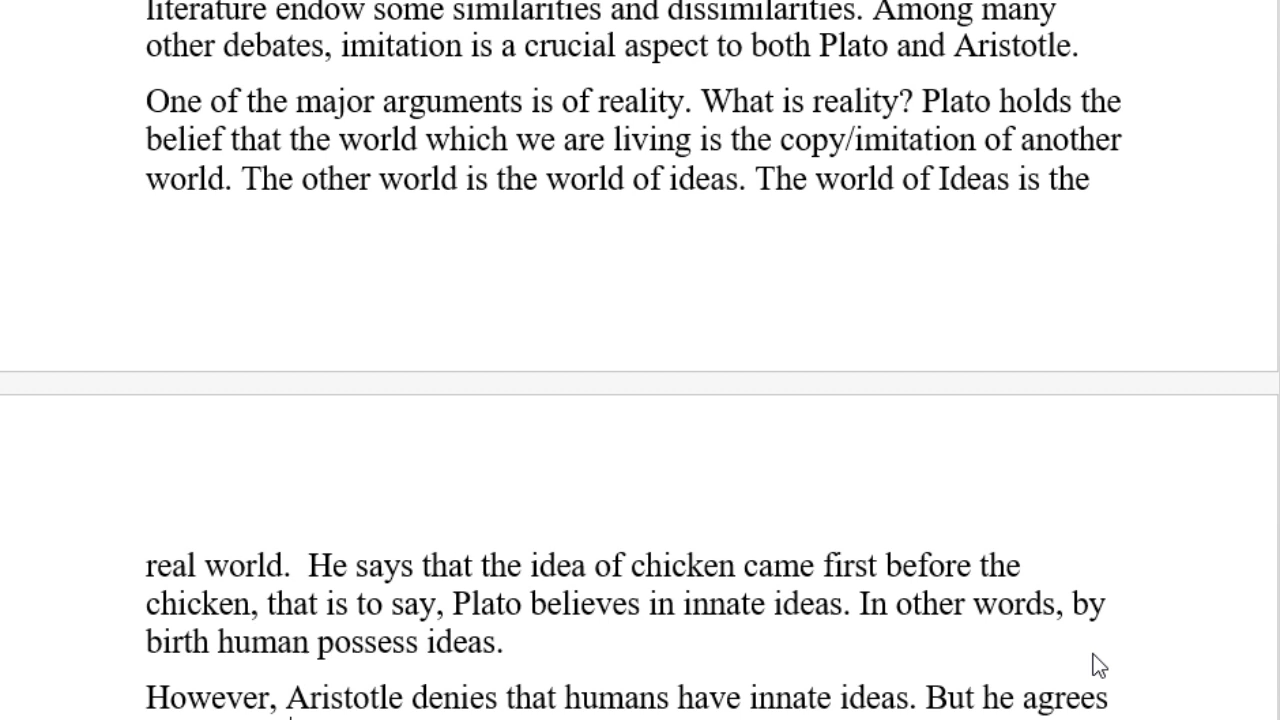 literature endow some similarities and dissimilarities. Among many
other debates, imitation is a crucial aspect to both Plato and Aristotle.
One of the major arguments is of reality. What is reality? Plato holds the
belief that the world which we are living is the copy/imitation of another
world. The other world is the world of ideas. The world of Ideas is the
real world.  He says that the idea of chicken came first before the
chicken, that is to say, Plato believes in innate ideas. In other words, by
birth human possess ideas.
However, Aristotle denies that humans have innate ideas. But he agrees